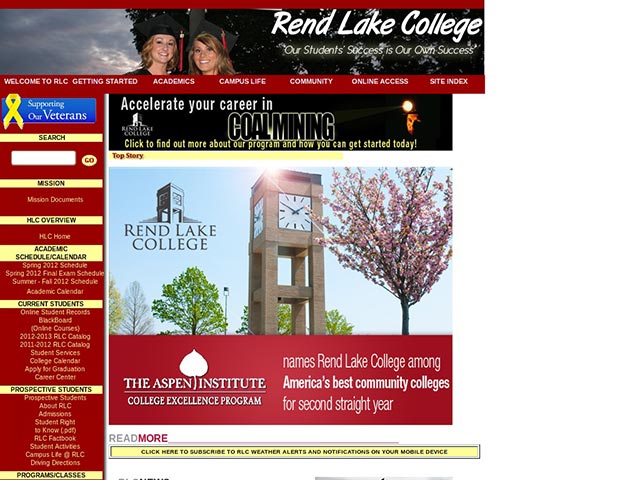 Rend Lake College
"Our Students' Success is Our Own Success"
WELCOME TO RLC GETTING STARTED ACADEMICS CAMPUS LIFE COMMUNITY ONLINE ACCESS SITE INDEX
Supporting
Our Veterans
SEARCH
GO
MISSION
Mission Documents
HLC OVERVIEW
HLC Home
ACADEMIC
SCHEDULE/CALENDAR
Spring 2012 Schedule
Spring 2012 Final Exam Schedule
Summer - Fall 2012 Schedule
Academic Calendar
CURRENT STUDENTS
Online Student Records
BlackBoard
(Online Courses)
2012-2013 RLC Catalog
2011-2012 RLC Catalog
Student Services
College Calendar
Apply for Graduation
Career Center
PROSPECTIVE STUDENTS
Prospective Students
About RLC
Admissions
Student Right
to Know (.pdf)
RLC Factbook
Student Activities
Campus Life @ RLC
Driving Directions
PROGRAMS/CLASSES
Accelerate your career in
COAL MINING
REND LAKE
COLLEGE
Click to find out more about our program and how you can get started today!
Top Story
REND LAKE
COLLEGE
THE ASPEN INSTITUTE
COLLEGE EXCELLENCE PROGRAM
names Rend Lake College among
America's best community colleges
for second straight year
READMORE
CLICK HERE TO SUBSCRIBE TO RLC WEATHER ALERTS AND NOTIFICATIONS ON YOUR MOBILE DEVICE
RLCNEWS